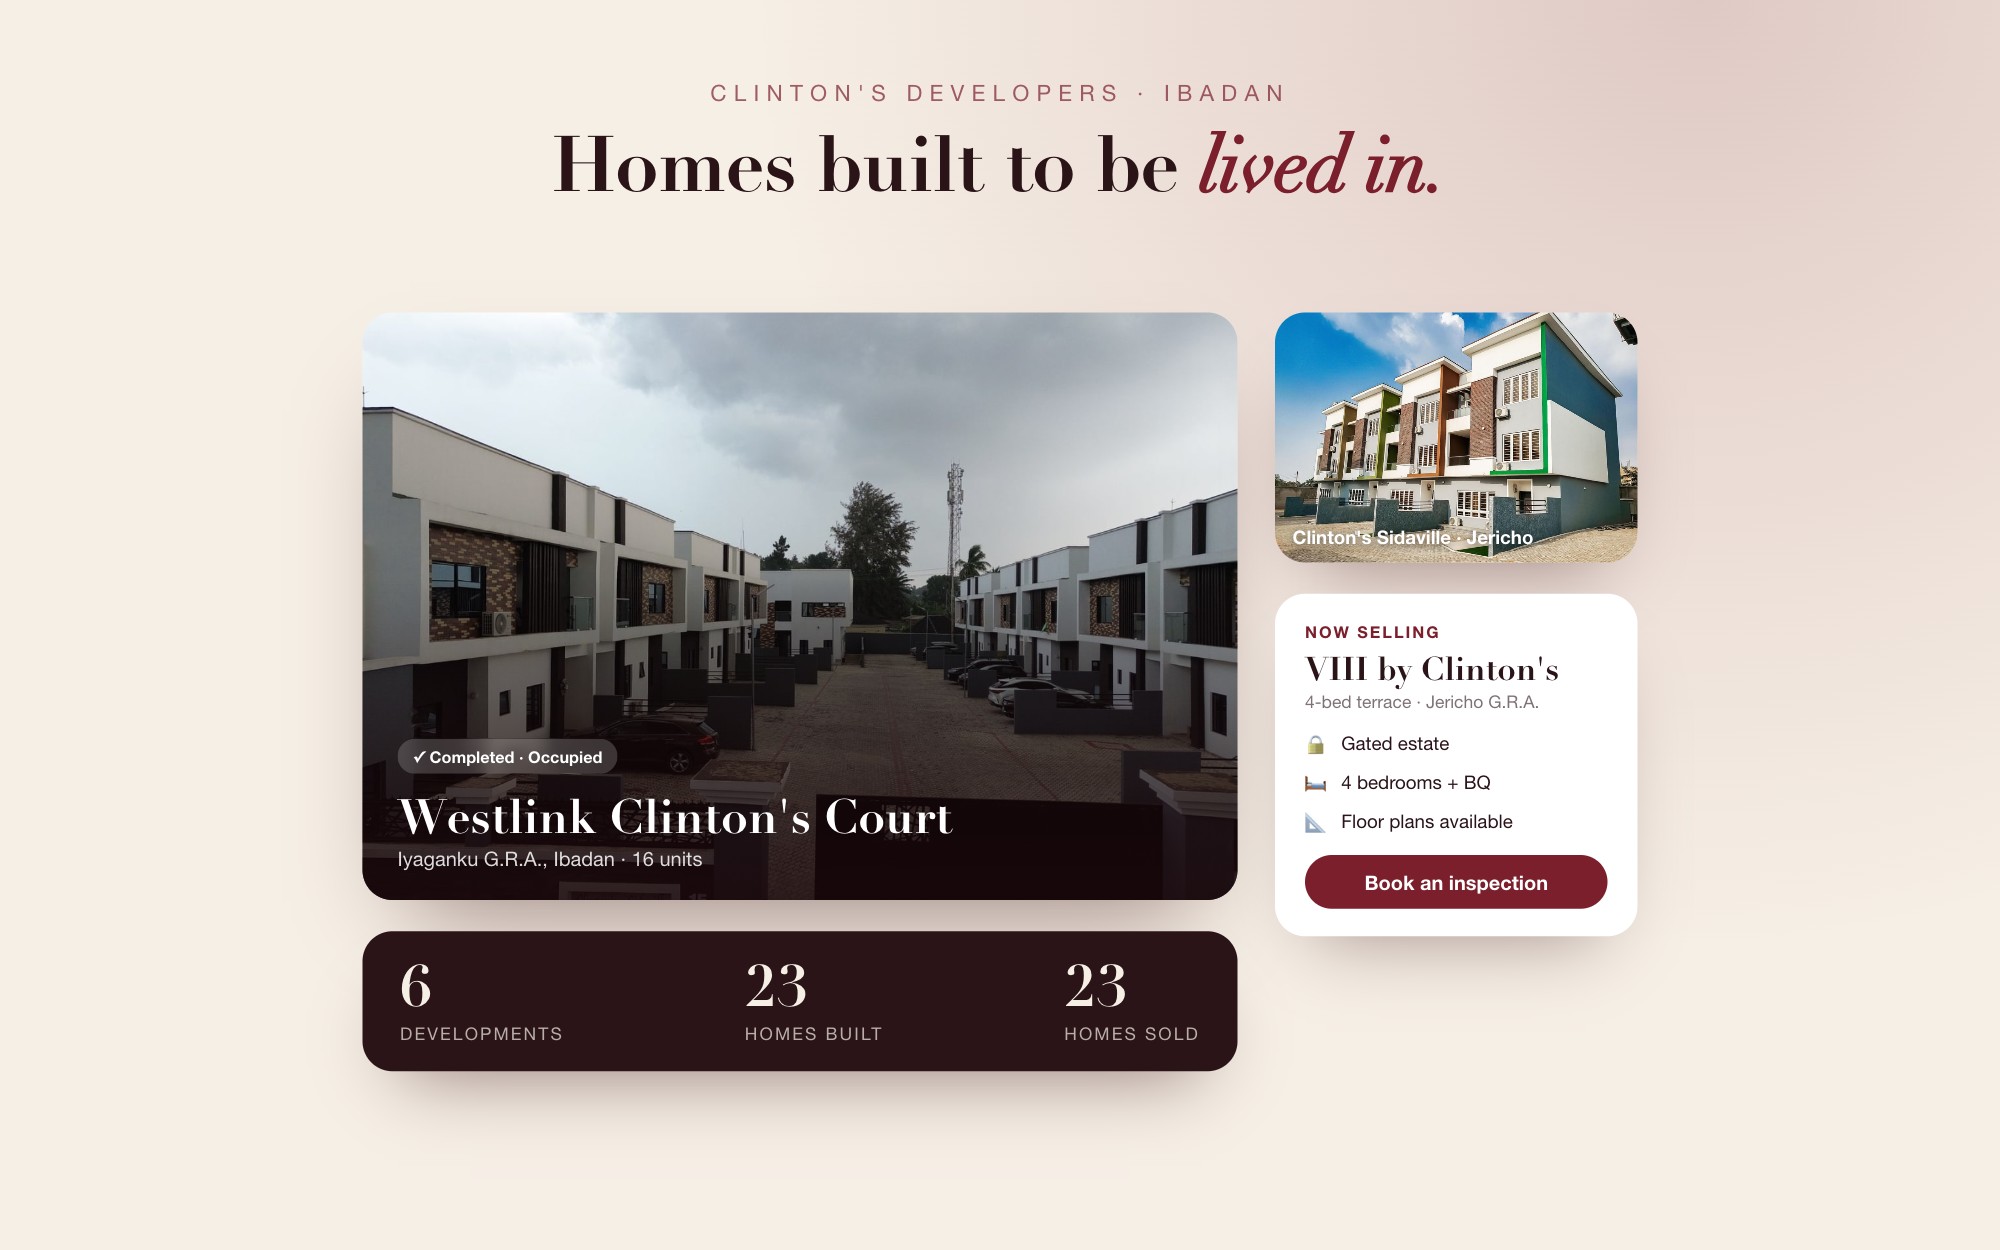 CLINTON'S DEVELOPERS · IBADAN
Homes built to be lived in.
✓ Completed · Occupied
Westlink Clinton's Court
Iyaganku G.R.A., Ibadan · 16 units
Clinton's Sidaville · Jericho
NOW SELLING
VIII by Clinton's
4-bed terrace · Jericho G.R.A.
Gated estate
4 bedrooms + BQ
Floor plans available
Book an inspection
6
DEVELOPMENTS
23
HOMES BUILT
23
HOMES SOLD